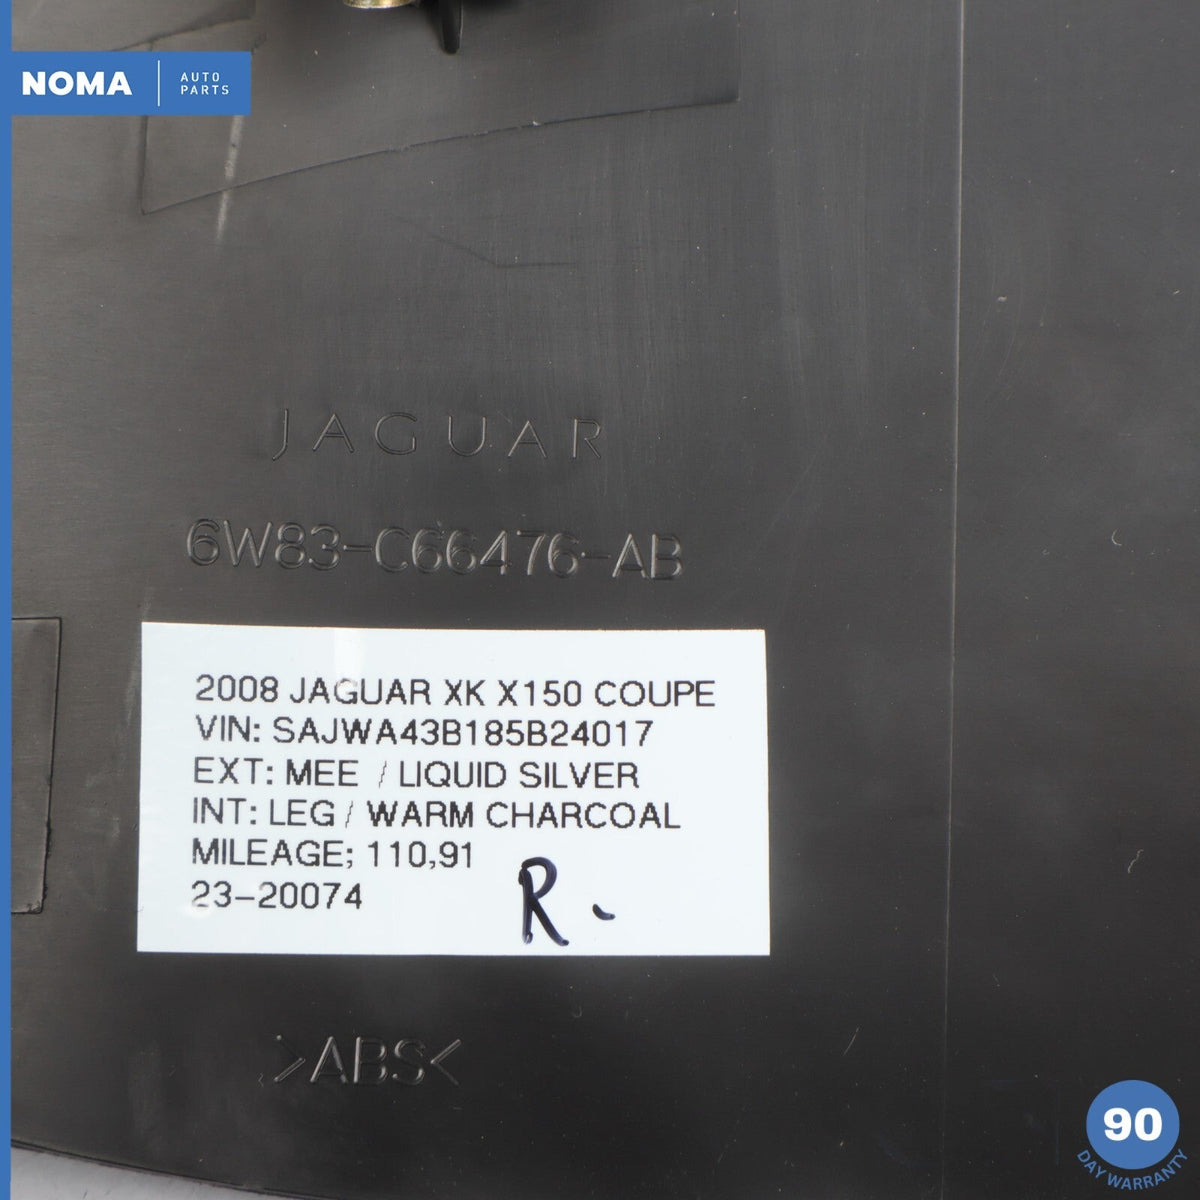 NOMA
AUTO
PARTS
JAGUAR
6W83-C66476-AB
2008 JAGUAR XK X150 COUPE
VIN: SAJWA43B185B24017
EXT: MEE / LIQUID SILVER
INT: LEG / WARM CHARCOAL
MILEAGE; 110,91
23-20074
R-
>ABS<
90
DAY WARRANTY